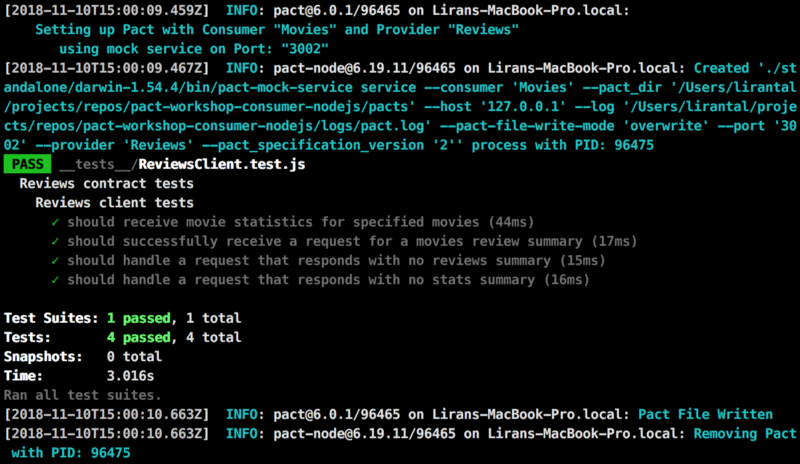 [2018-11-10T15:00:09.459Z]  INFO: pact@6.0.1/96465 on Lirans-MacBook-Pro.local:
Setting up Pact with Consumer "Movies" and Provider "Reviews"
using mock service on Port: "3002"
[2018-11-10T15:00:09.467Z]  INFO: pact-node@6.19.11/96465 on Lirans-MacBook-Pro.local: Created './st
andalone/darwin-1.54.4/bin/pact-mock-service service --consumer 'Movies' --pact_dir '/Users/lirantal
/projects/repos/pact-workshop-consumer-nodejs/pacts' --host '127.0.0.1' --log '/Users/lirantal/proje
cts/repos/pact-workshop-consumer-nodejs/logs/pact.log' --pact-file-write-mode 'overwrite' --port '30
02' --provider 'Reviews' --pact_specification_version '2'' process with PID: 96475
PASS __tests__/ReviewsClient.test.js
Reviews contract tests
Reviews client tests
✓ should receive movie statistics for specified movies (44ms)
✓ should successfully receive a request for a movies review summary (17ms)
✓ should handle a request that responds with no reviews summary (15ms)
✓ should handle a request that responds with no stats summary (16ms)
Test Suites: 1 passed, 1 total
Tests:       4 passed, 4 total
Snapshots:   0 total
Time:        3.016s
Ran all test suites.
[2018-11-10T15:00:10.663Z]  INFO: pact@6.0.1/96465 on Lirans-MacBook-Pro.local: Pact File Written
[2018-11-10T15:00:10.663Z]  INFO: pact-node@6.19.11/96465 on Lirans-MacBook-Pro.local: Removing Pact
with PID: 96475